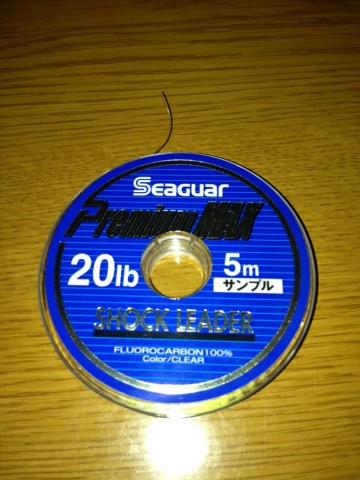 Seaguar
Premium MAX
20lb
5m
サンプル
SHOCK LEADER
FLUOROCARBON100%
Color/CLEAR